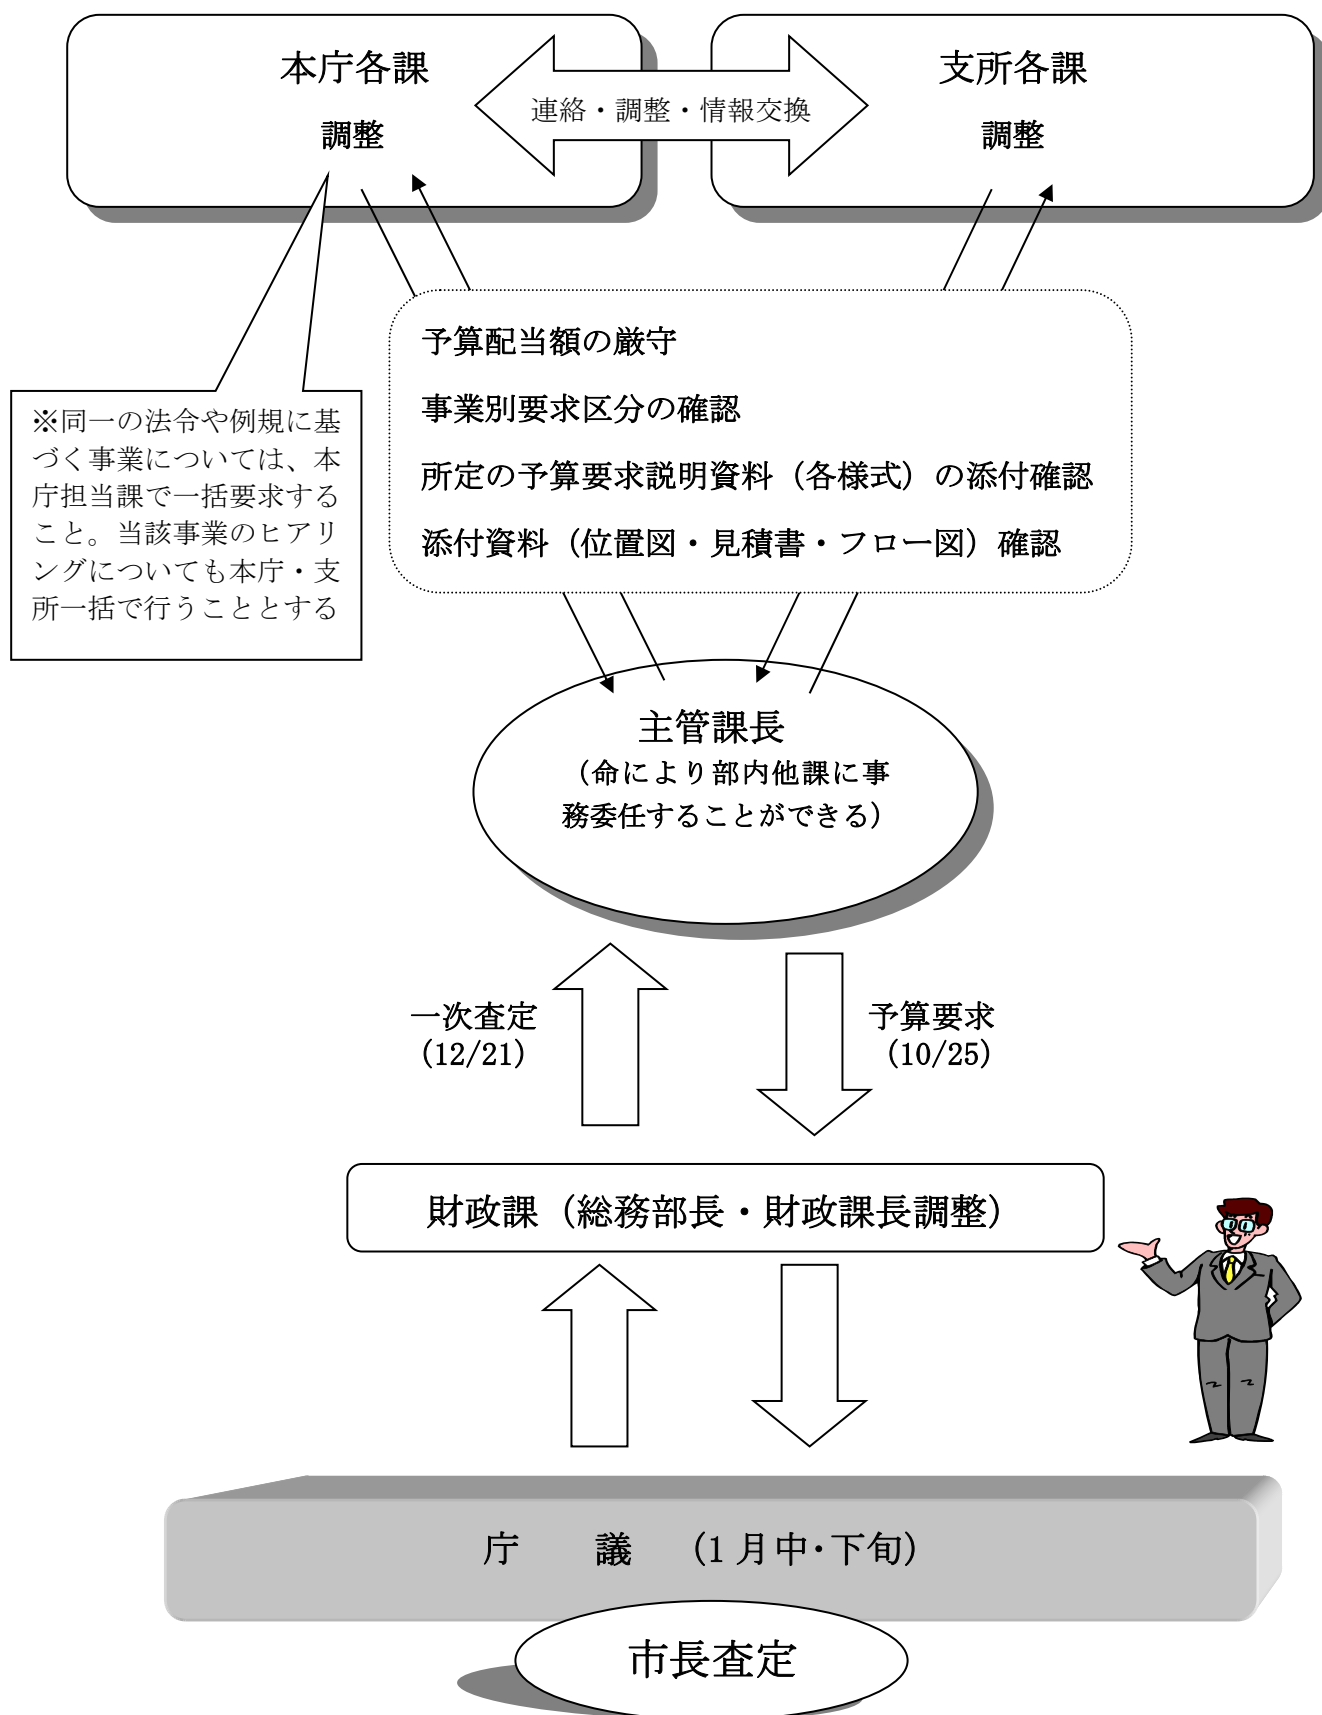 本庁各課
調整
連絡・調整・情報交換
支所各課
調整
予算配当額の厳守
事業別要求区分の確認
所定の予算要求説明資料（各様式）の添付確認
添付資料（位置図・見積書・フロー図）確認
※同一の法令や例規に基
づく事業については、本
庁担当課で一括要求する
こと。当該事業のヒアリ
ングについても本庁・支
所一括で行うこととする
主管課長
（命により部内他課に事
務委任することができる）
一次査定
(12/21)
予算要求
(10/25)
財政課（総務部長・財政課長調整）
庁　議　(1月中・下旬)
市長査定